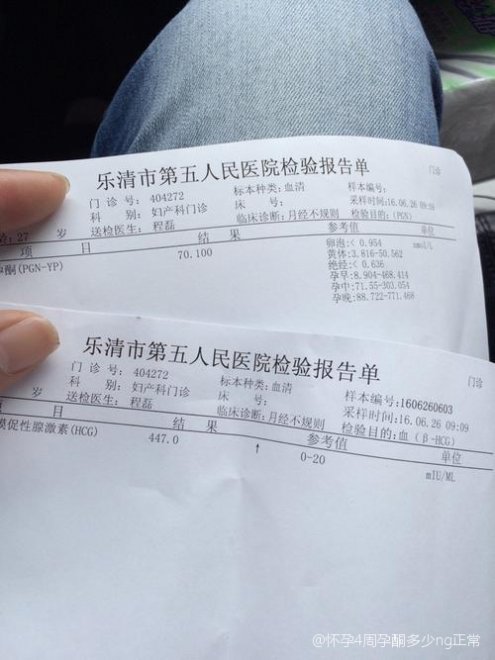 乐清市第五人民医院检验报告单
门诊
门诊号: 404272 标本种类:血清 样本编号:
科 别: 妇产科门诊 床 号: 采样时间:16.06.26 09:09
27 岁 送检医生: 程磊 临床诊断:月经不规则 检验目的:(PGN)
项 目 结 果 参考值 单位
孕酮(PGN-YP) 70.100 卵泡:< 0.954 nmol/L
黄体:3.816-50.562
绝经:< 0.636
孕早:8.904-468.414
孕中:71.55-303.054
孕晚:88.722-771.468
乐清市第五人民医院检验报告单
门诊
门诊号: 404272 标本种类:血清 样本编号:1606260603
科 别: 妇产科门诊 床 号: 采样时间:16.06.26 09:09
岁 送检医生: 程磊 临床诊断:月经不规则 检验目的:血(β-HCG)
项 目 结 果 参考值 单位
膜促性腺激素(HCG) 447.0 ↑ 0-20 mIU/ML
@怀孕4周孕酮多少ng正常